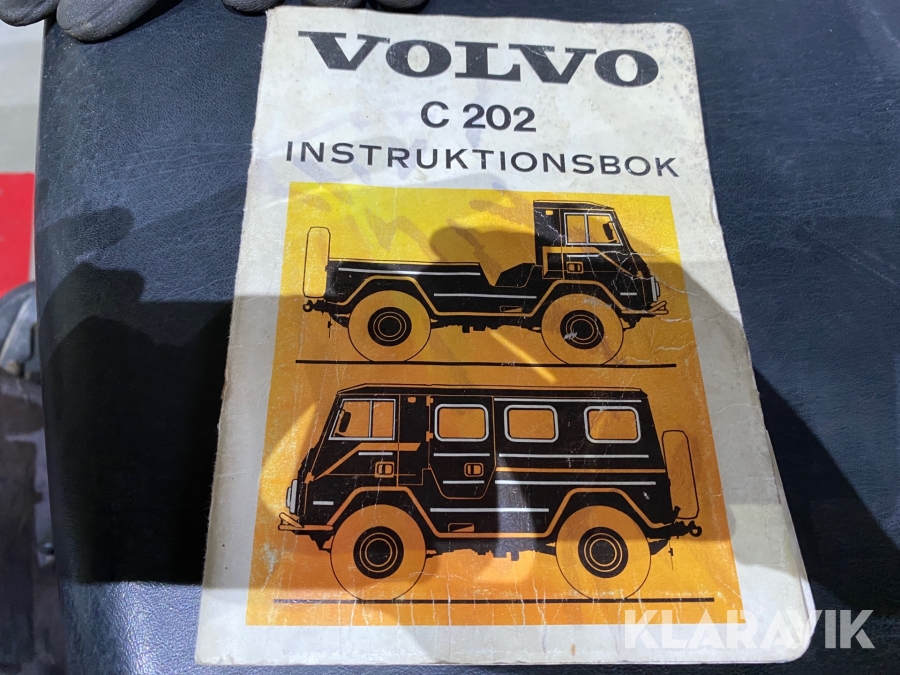 VOLVO
C 202
INSTRUKTIONSBOK
KLARAVIK